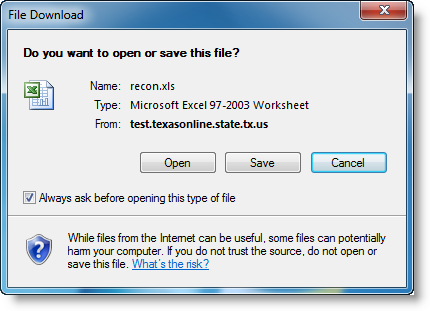 File Download
Do you want to open or save this file?
Name: recon.xls
Type: Microsoft Excel 97-2003 Worksheet
From: test.texasonline.state.tx.us
Open Save Cancel
Always ask before opening this type of file
While files from the Internet can be useful, some files can potentially
harm your computer. If you do not trust the source, do not open or
save this file. What's the risk?